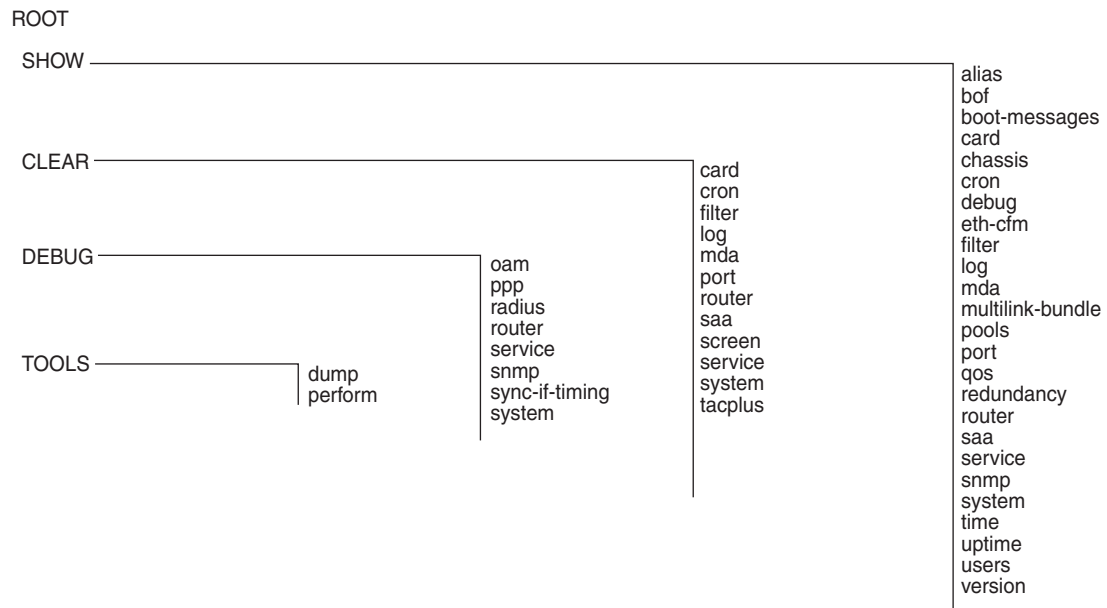 ROOT
SHOW
alias
bof
boot-messages
card
chassis
cron
debug
eth-cfm
filter
log
mda
multilink-bundle
pools
port
qos
redundancy
router
saa
service
snmp
system
time
uptime
users
version
CLEAR
card
cron
filter
log
mda
port
router
saa
screen
service
system
tacplus
DEBUG
oam
ppp
radius
router
service
snmp
sync-if-timing
system
TOOLS
dump
perform